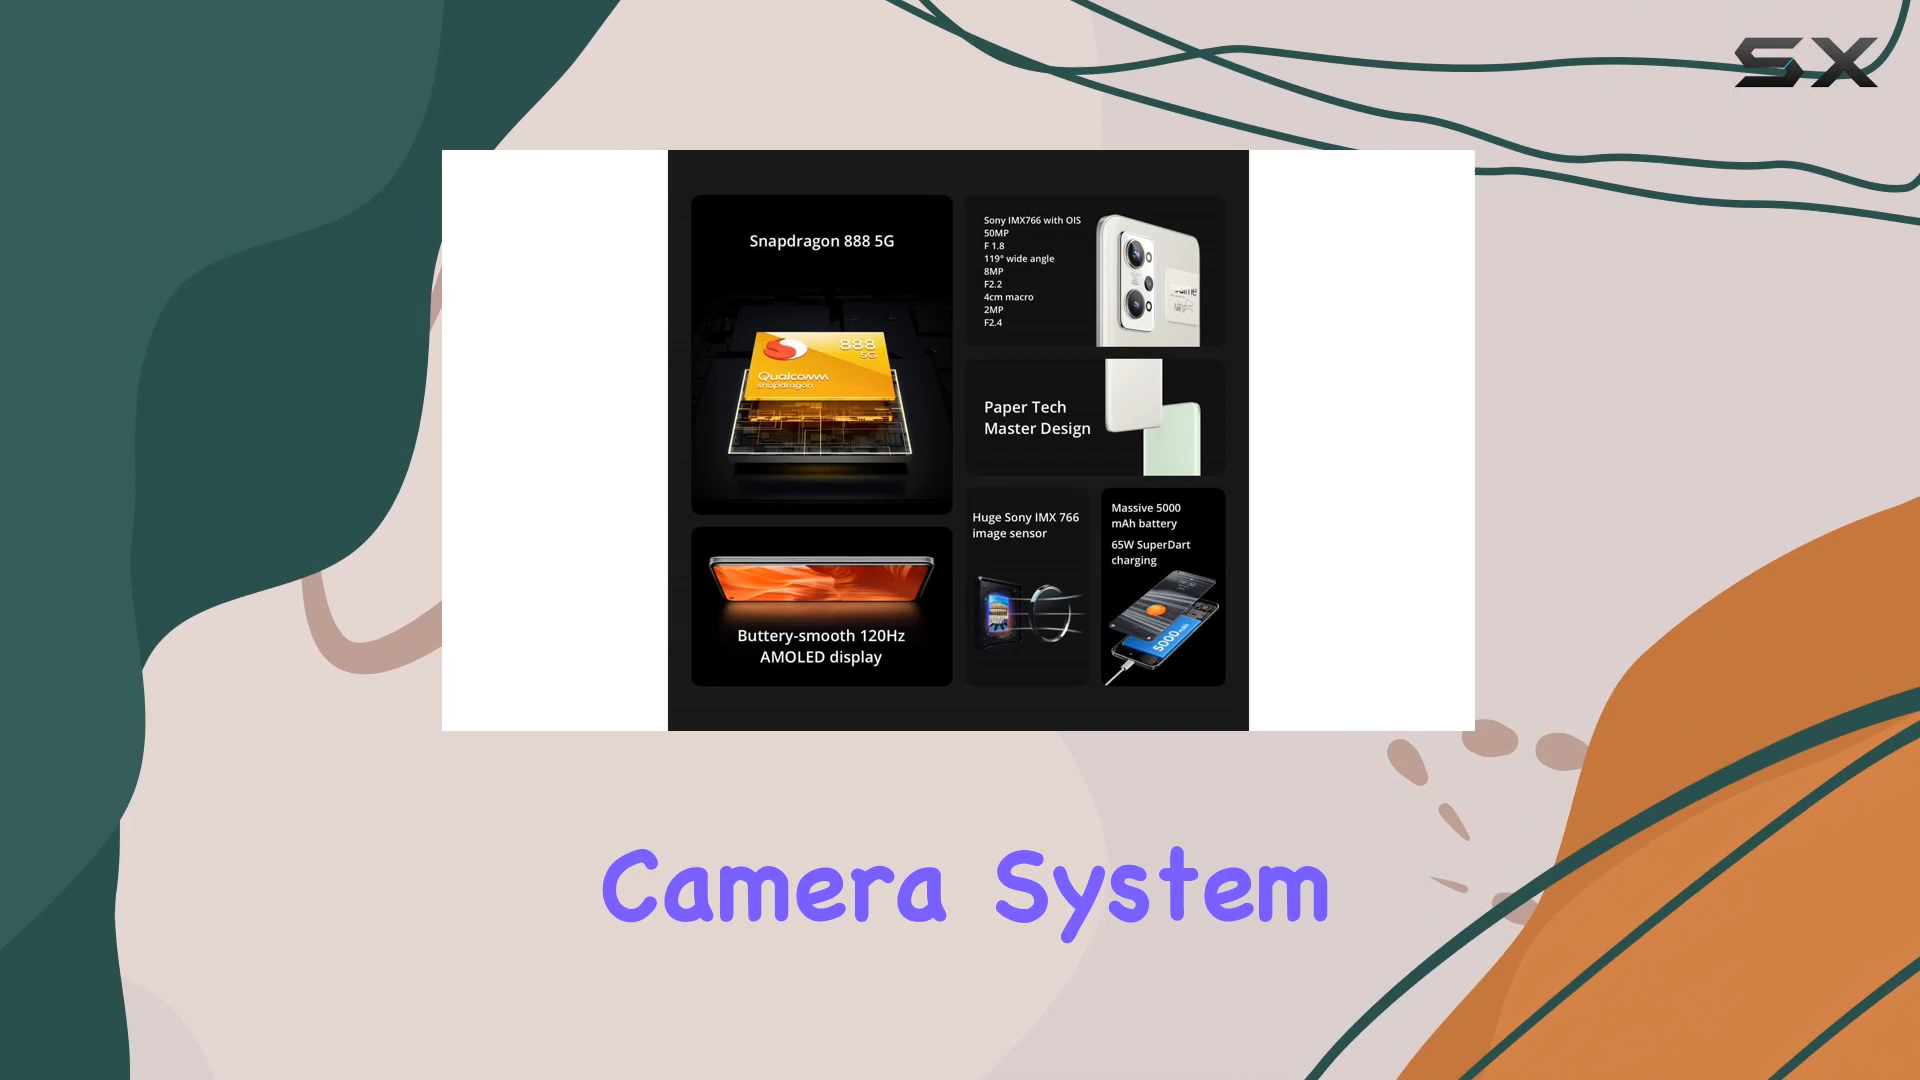 SX
Snapdragon 888 5G
888
5G
Qualcomm
snapdragon
Sony IMX766 with OIS
50MP
F 1.8
119° wide angle
8MP
F2.2
4cm macro
2MP
F2.4
Paper Tech
Master Design
Buttery-smooth 120Hz
AMOLED display
Huge Sony IMX 766
image sensor
Massive 5000
mAh battery
65W SuperDart
charging
5000mAh
Camera System